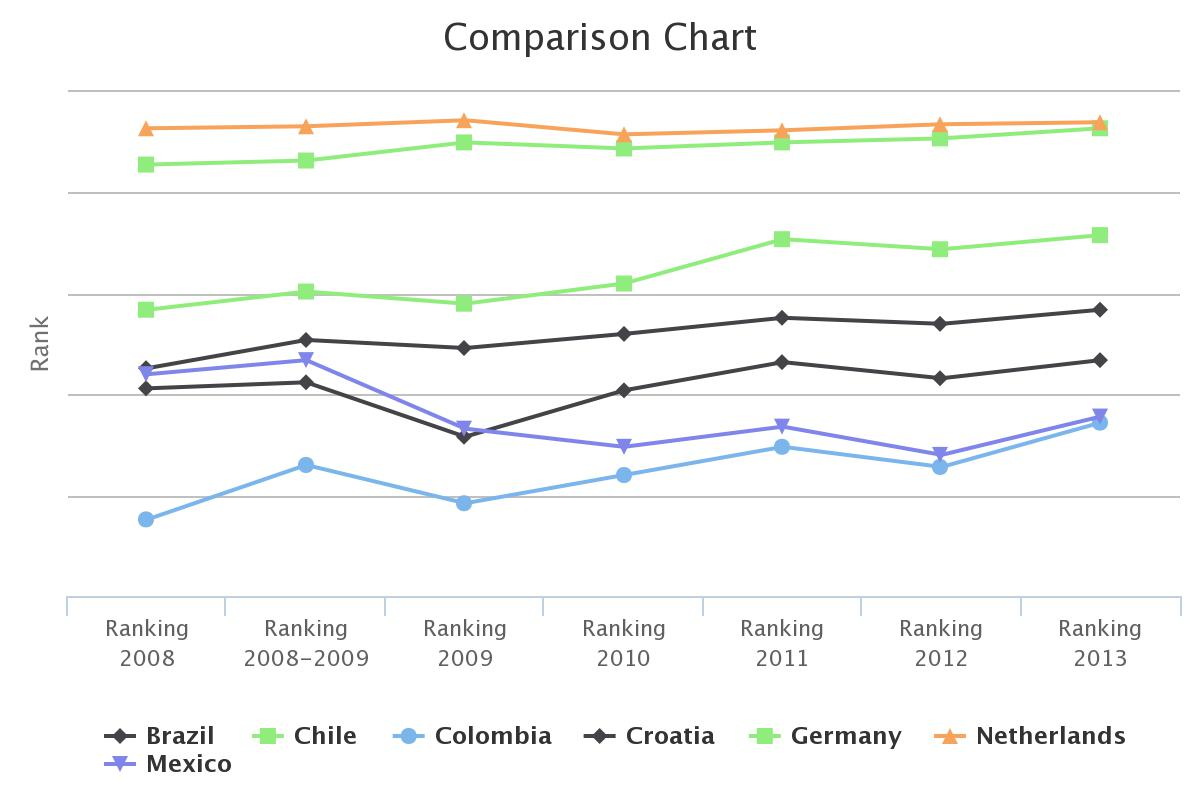 Comparison Chart
Rank
Ranking 2008
Ranking 2008-2009
Ranking 2009
Ranking 2010
Ranking 2011
Ranking 2012
Ranking 2013
Brazil Chile Colombia Croatia Germany Netherlands
Mexico